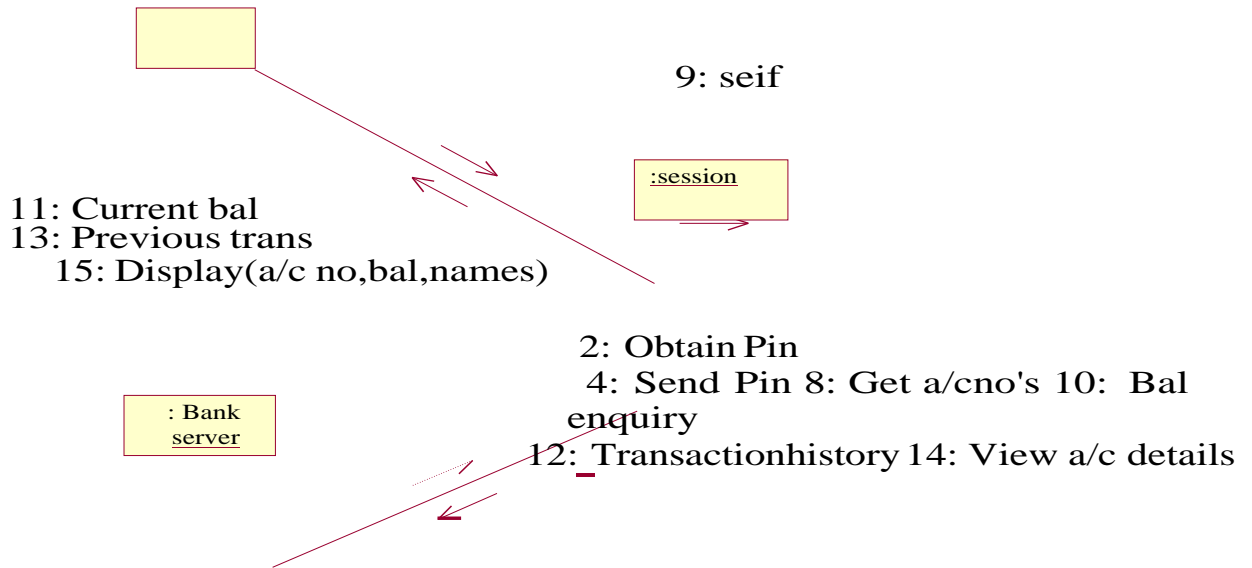 9: seif
:session
11: Current bal
13: Previous trans
15: Display(a/c no,bal,names)
2: Obtain Pin
4: Send Pin 8: Get a/cno's 10: Bal
enquiry
: Bank
server
12: Transactionhistory 14: View a/c details